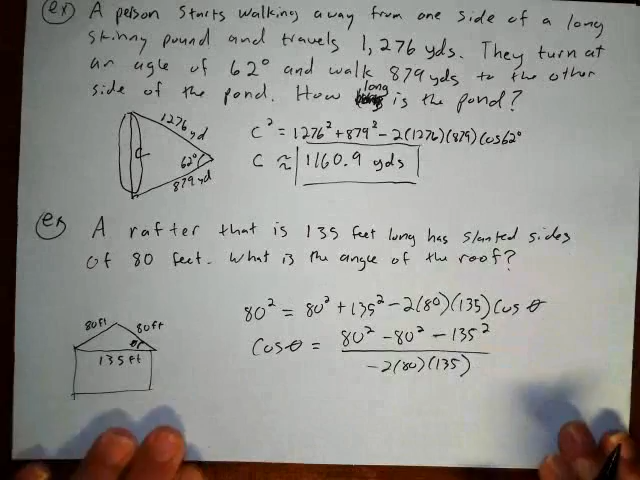 ex) A person starts walking away from one side of a long
skinny pound and travels 1,276 yds. They turn at
an agle of 62° and walk 879 yds to the other
side of the pond. How long is the pond?
1276 yd
C
62°
879 yd
C² = 1276² + 879² - 2(1276)(879) cos 62°
C ≈ 1160.9 yds
ex) A rafter that is 135 feet long has slanted sides
of 80 feet. What is the angle of the roof?
80ft 80ft
θ
135 ft
80² = 80² + 135² - 2(80)(135) Cos θ
Cos θ = 80² - 80² - 135²
-2(80)(135)